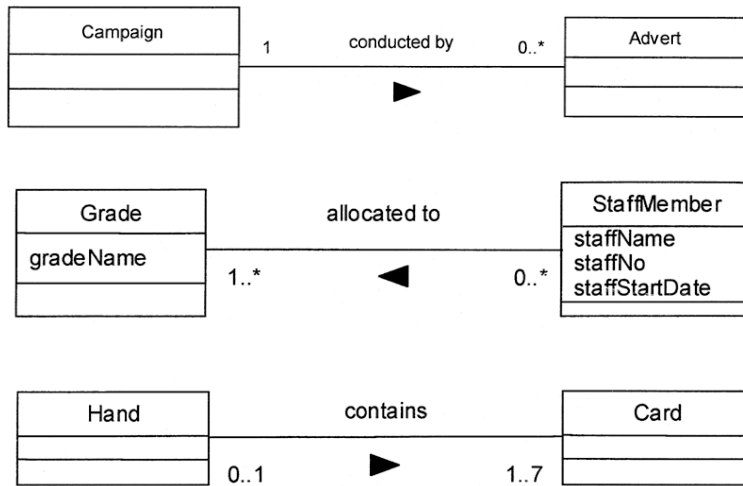 Campaign
1 conducted by 0..*
Advert
Grade
gradeName
allocated to
1..* 0..*
StaffMember
staffName
staffNo
staffStartDate
Hand
contains
0..1 1..7
Card